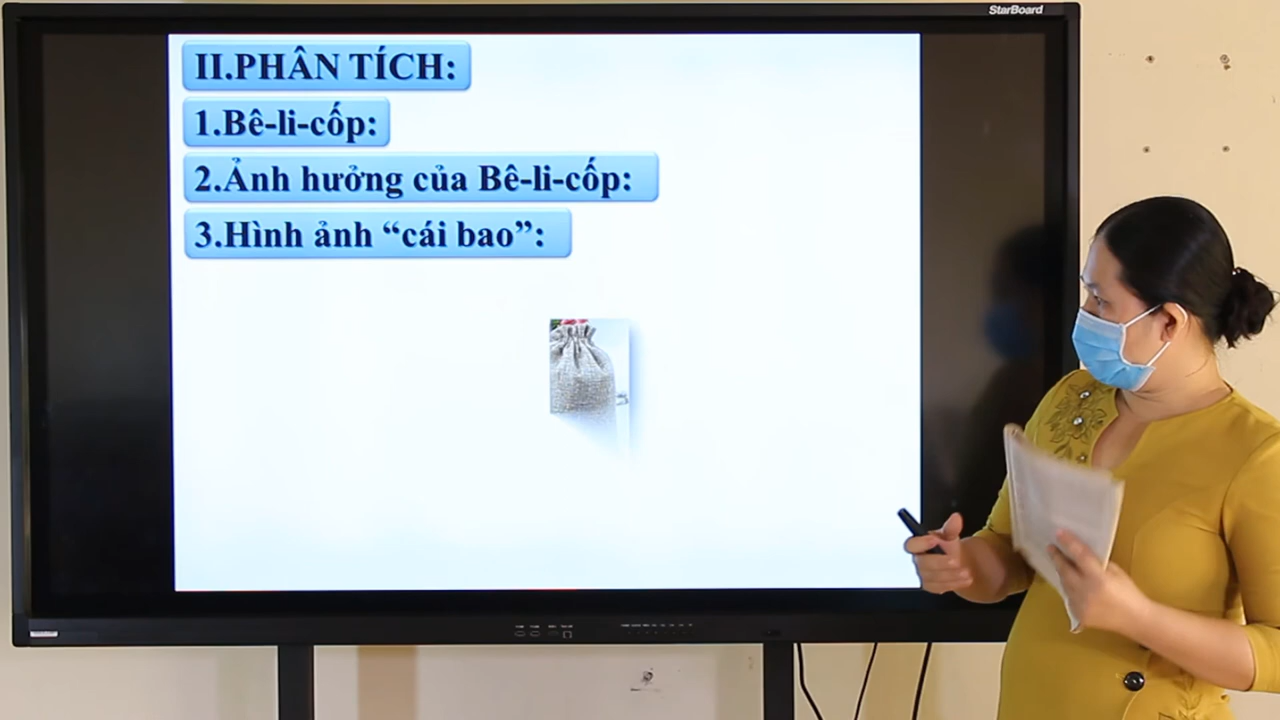 StarBoard
II.PHÂN TÍCH:
1.Bê-li-cốp:
2.Ảnh hưởng của Bê-li-cốp:
3.Hình ảnh “cái bao”: